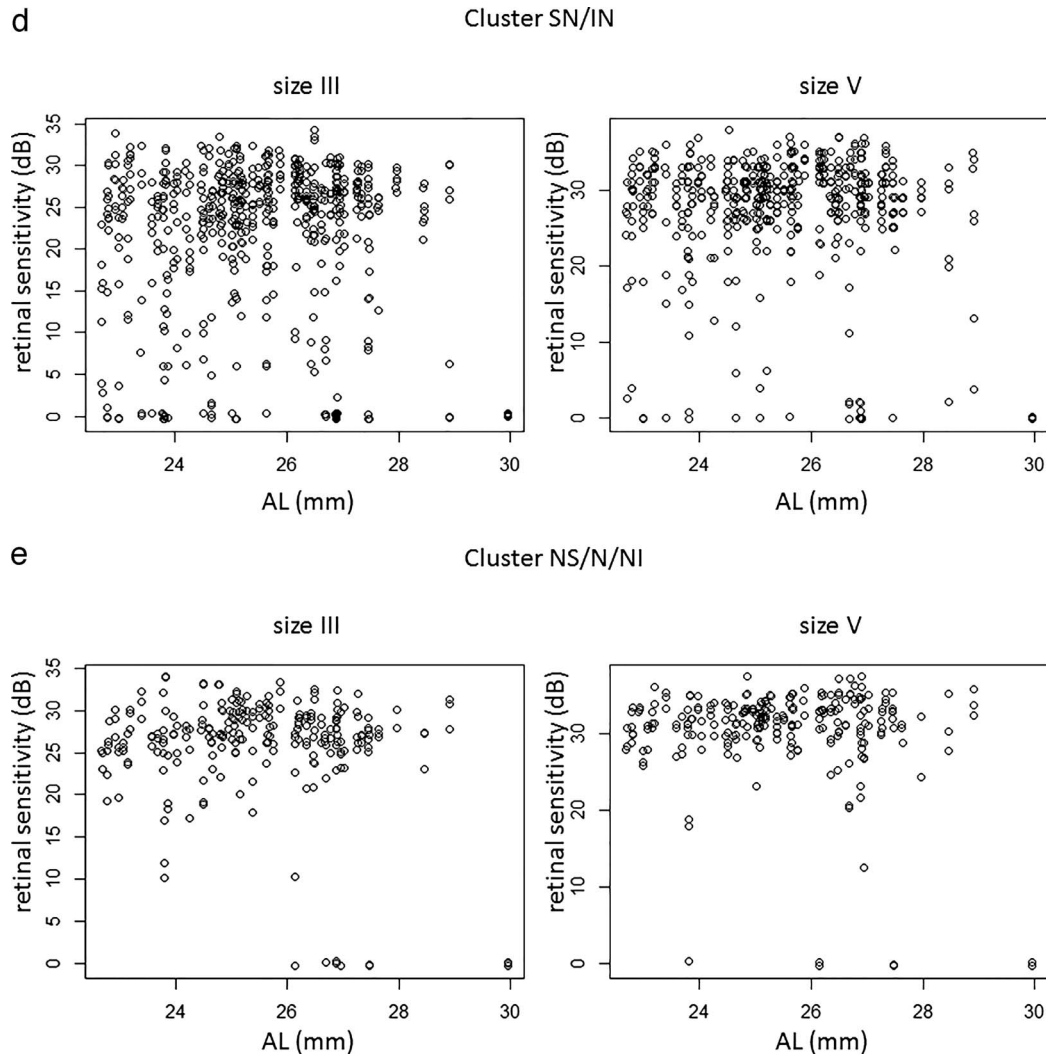 d
Cluster SN/IN
size III
size V
retinal sensitivity (dB)
35
30
25
20
15
10
5
0
24 26 28 30
AL (mm)
retinal sensitivity (dB)
30
20
10
0
24 26 28 30
AL (mm)
e
Cluster NS/N/NI
size III
size V
retinal sensitivity (dB)
35
30
25
20
15
10
5
0
24 26 28 30
AL (mm)
retinal sensitivity (dB)
30
20
10
0
24 26 28 30
AL (mm)